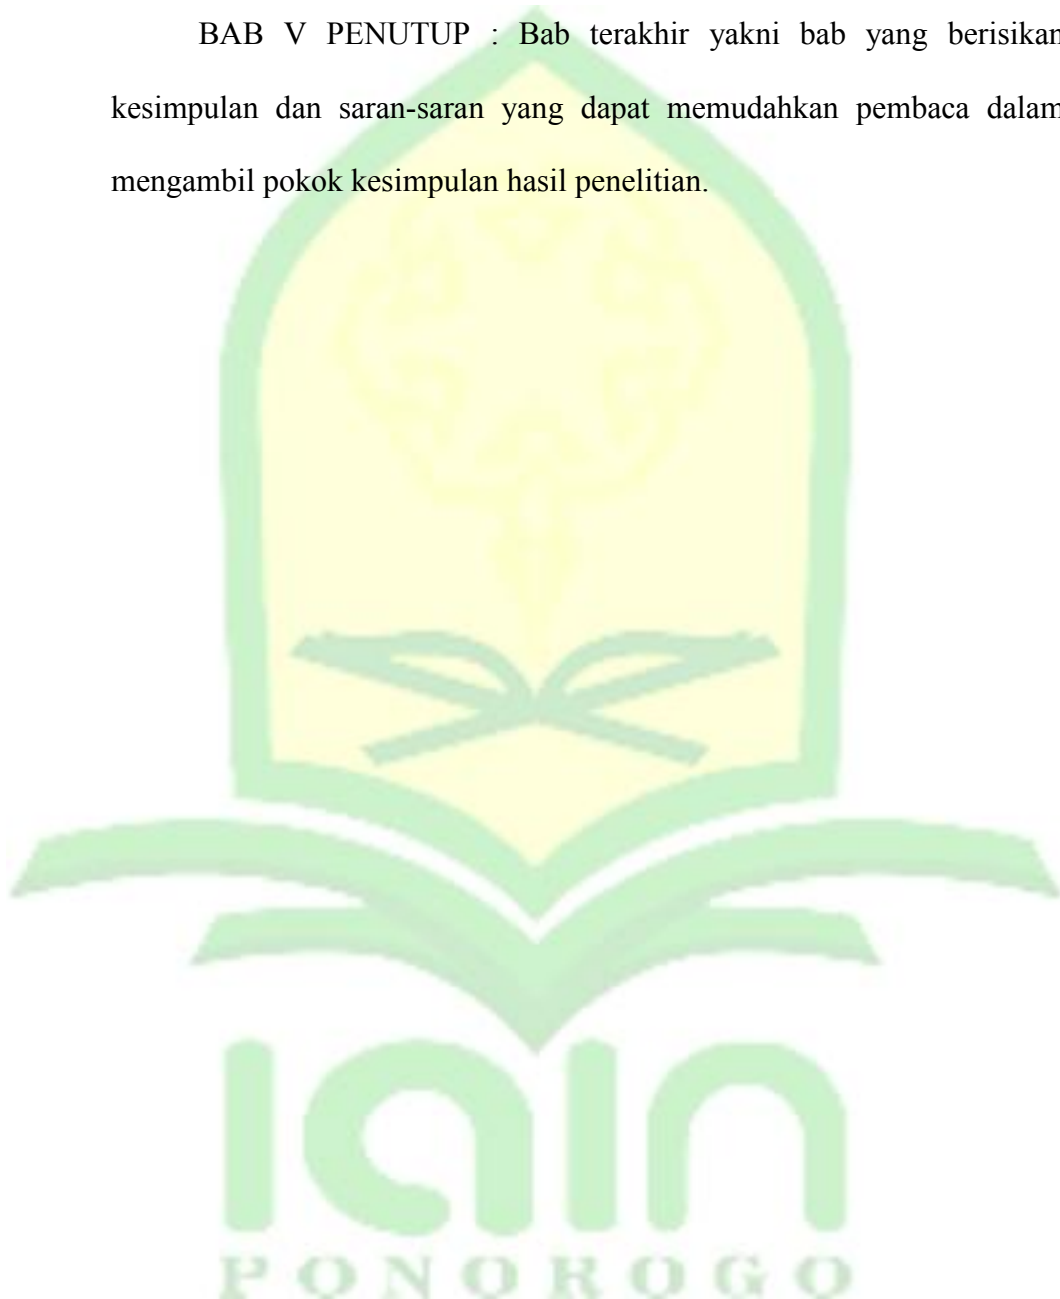 BAB V PENUTUP : Bab terakhir yakni bab yang berisikan
kesimpulan dan saran-saran yang dapat memudahkan pembaca dalam
mengambil pokok kesimpulan hasil penelitian.
iain
PONOROGO